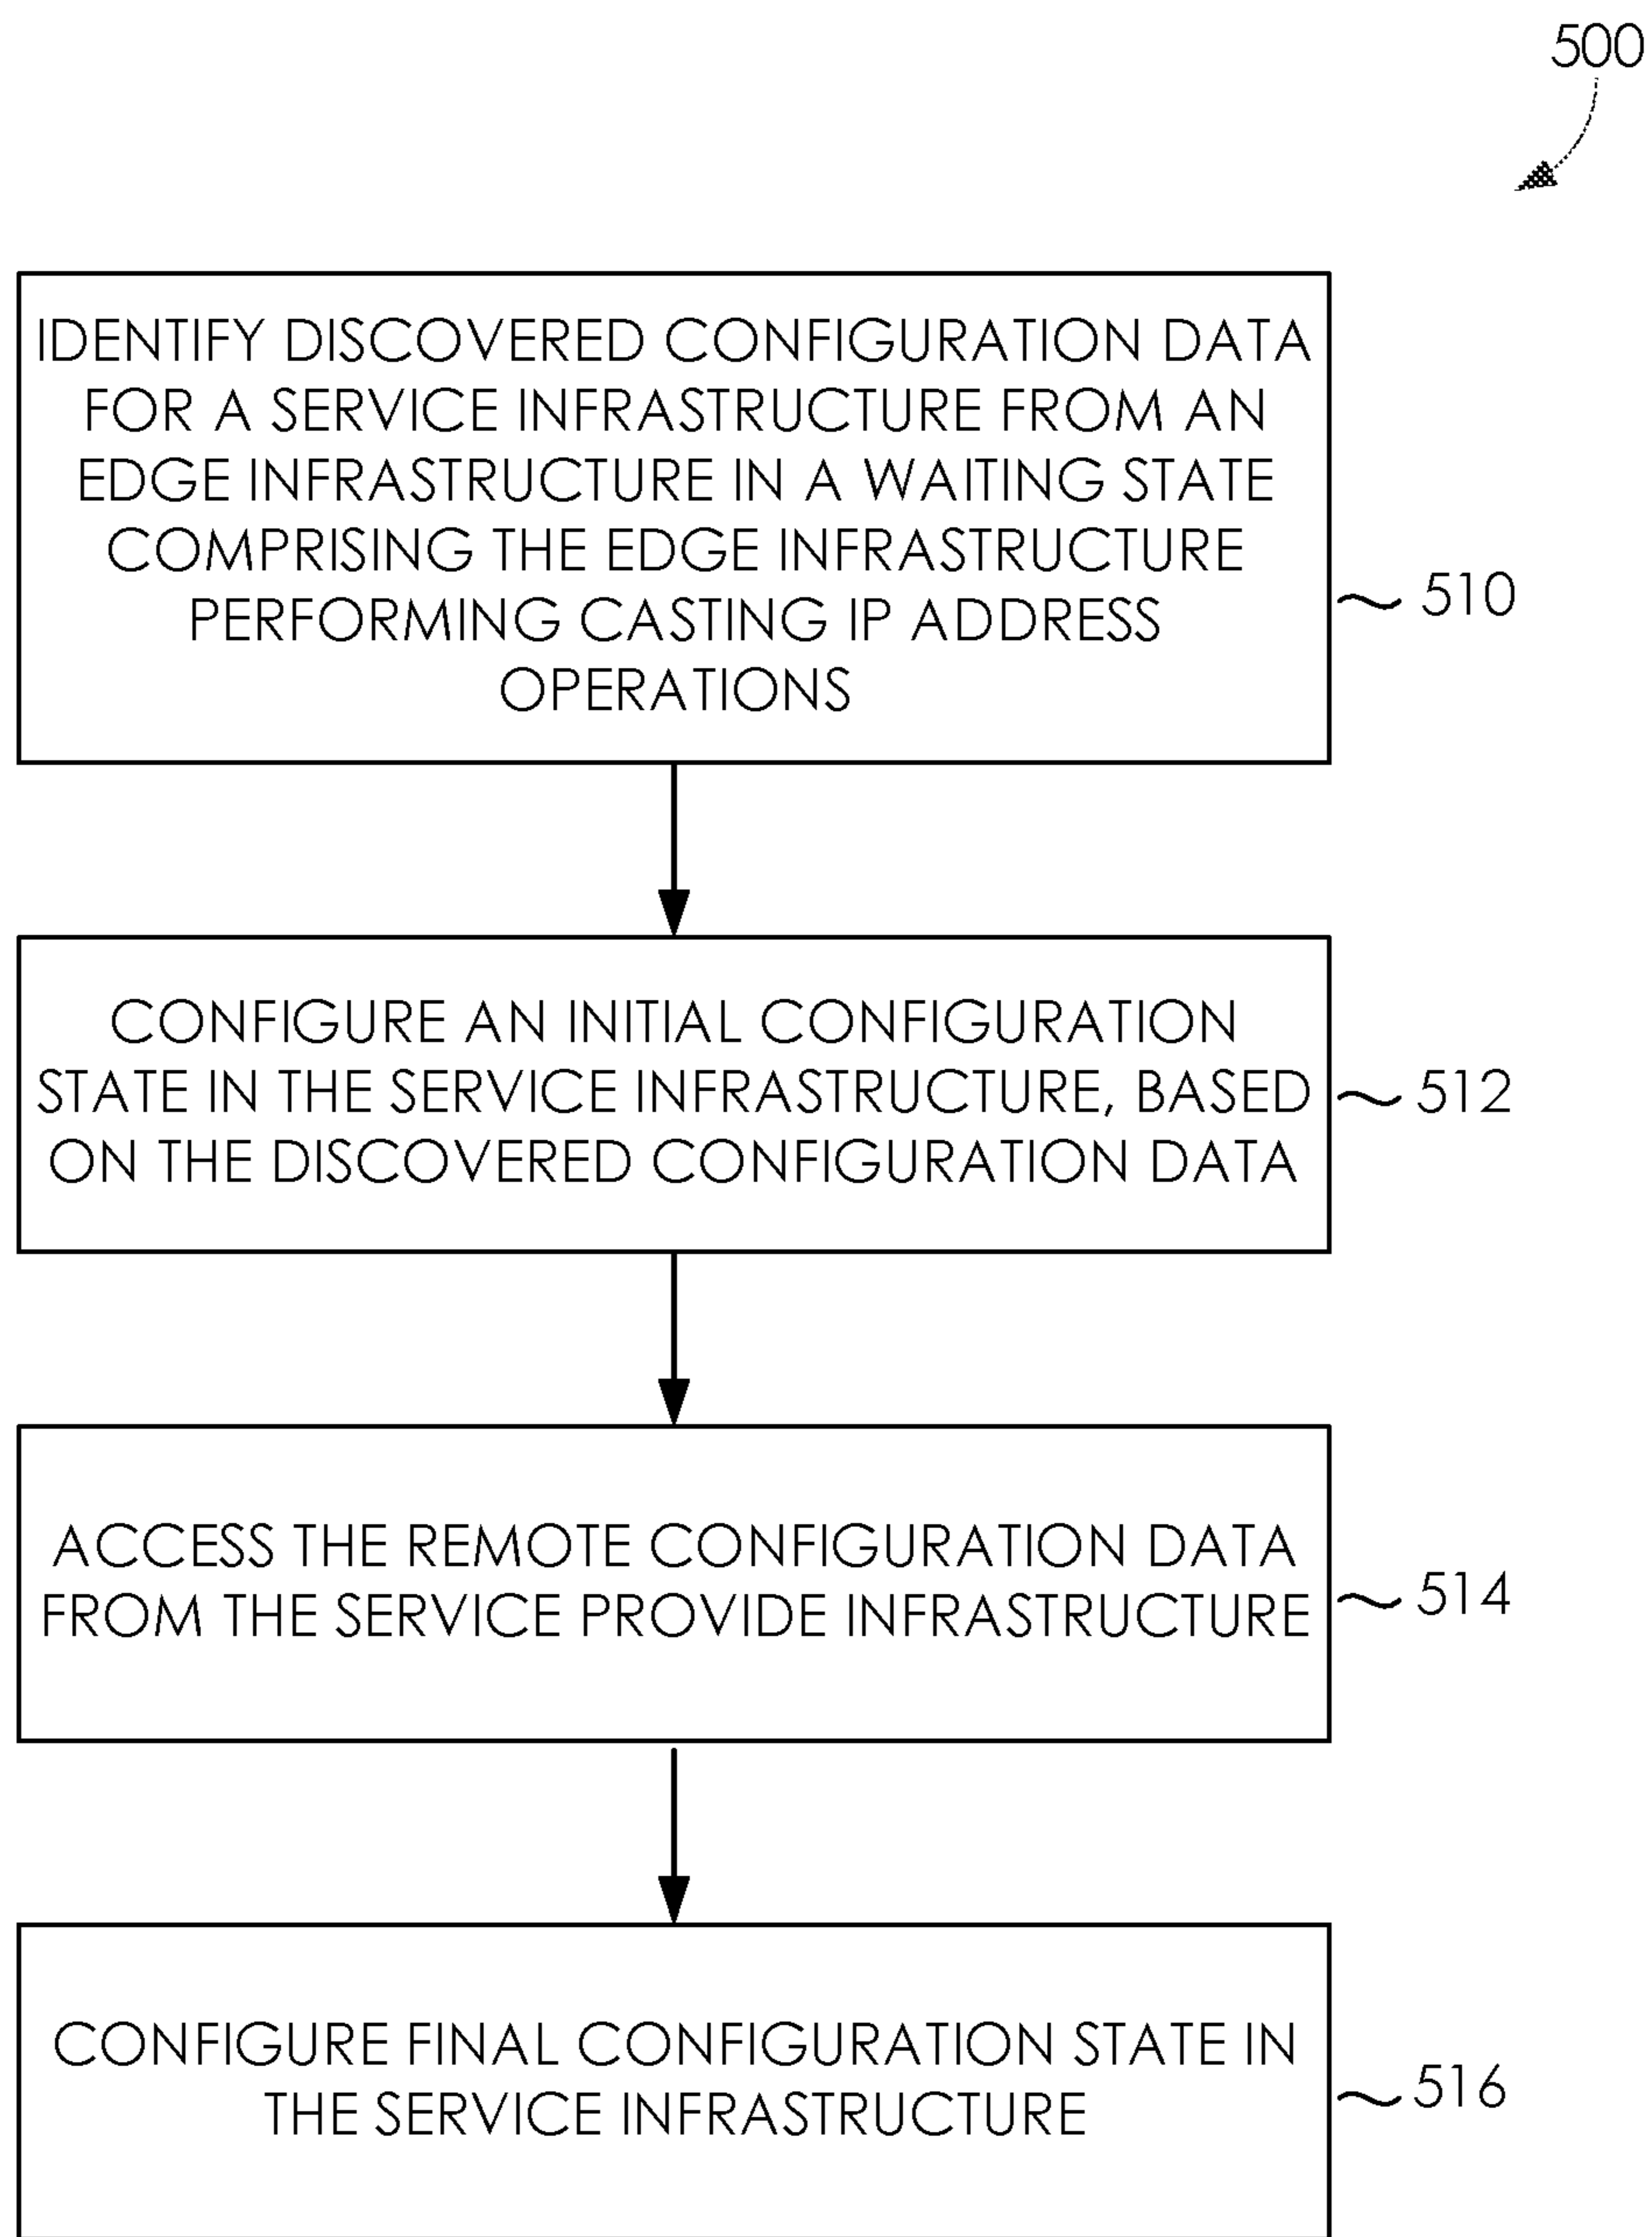 500
IDENTIFY DISCOVERED CONFIGURATION DATA
FOR A SERVICE INFRASTRUCTURE FROM AN
EDGE INFRASTRUCTURE IN A WAITING STATE
COMPRISING THE EDGE INFRASTRUCTURE
PERFORMING CASTING IP ADDRESS
OPERATIONS
510
CONFIGURE AN INITIAL CONFIGURATION
STATE IN THE SERVICE INFRASTRUCTURE, BASED
ON THE DISCOVERED CONFIGURATION DATA
512
ACCESS THE REMOTE CONFIGURATION DATA
FROM THE SERVICE PROVIDE INFRASTRUCTURE
514
CONFIGURE FINAL CONFIGURATION STATE IN
THE SERVICE INFRASTRUCTURE
516